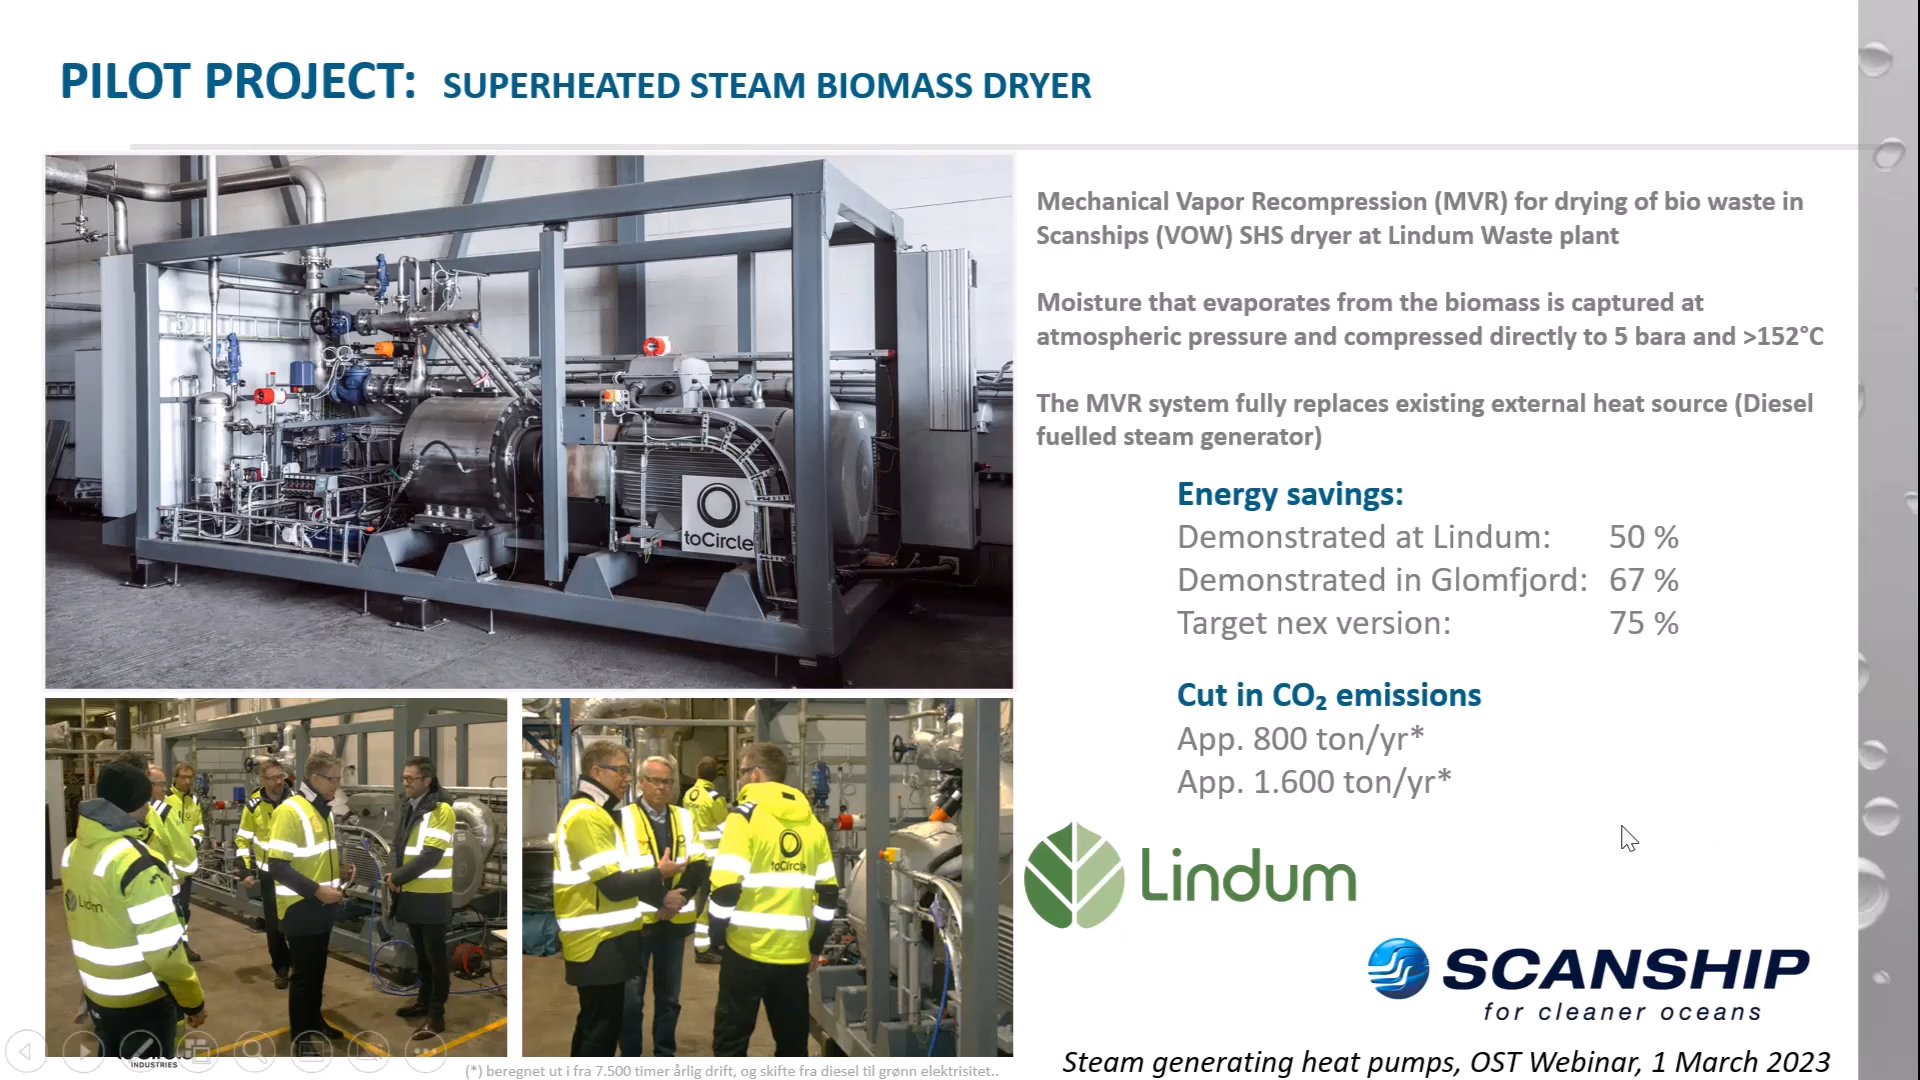 PILOT PROJECT: SUPERHEATED STEAM BIOMASS DRYER
Mechanical Vapor Recompression (MVR) for drying of bio waste in
Scanships (VOW) SHS dryer at Lindum Waste plant
Moisture that evaporates from the biomass is captured at
atmospheric pressure and compressed directly to 5 bara and >152°C
The MVR system fully replaces existing external heat source (Diesel
fuelled steam generator)
Energy savings:
Demonstrated at Lindum: 50 %
Demonstrated in Glomfjord: 67 %
Target nex version: 75 %
Cut in CO₂ emissions
App. 800 ton/yr*
App. 1.600 ton/yr*
toCircle
Lindum
toCircle
Lindum
SCANSHIP
for cleaner oceans
INDUSTRIES
(*) beregnet ut i fra 7.500 timer årlig drift, og skifte fra diesel til grønn elektrisitet..
Steam generating heat pumps, OST Webinar, 1 March 2023